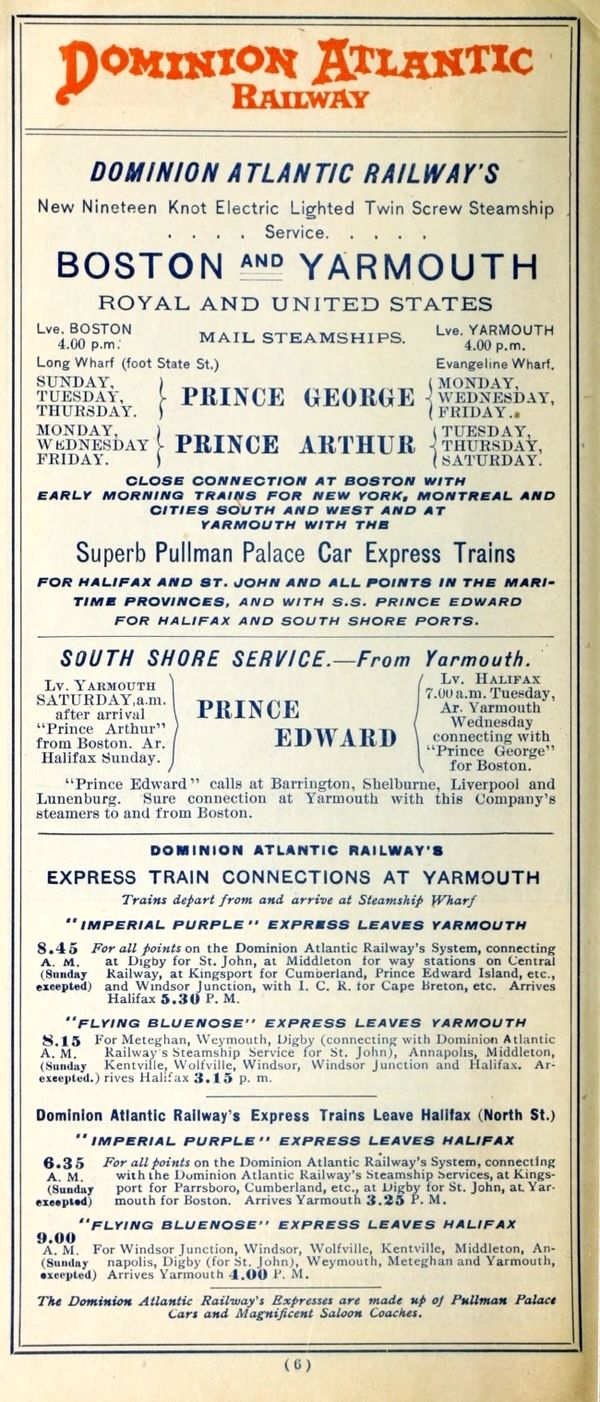 DOMINION ATLANTIC
RAILWAY
DOMINION ATLANTIC RAILWAY'S
New Nineteen Knot Electric Lighted Twin Screw Steamship
. . . . Service. . . . .
BOSTON AND YARMOUTH
ROYAL AND UNITED STATES
MAIL STEAMSHIPS.
Lve. BOSTON
4.00 p.m.
Long Wharf (foot State St.)
Lve. YARMOUTH
4.00 p.m.
Evangeline Wharf.
SUNDAY,
TUESDAY,
THURSDAY.
PRINCE GEORGE
MONDAY,
WEDNESDAY,
FRIDAY.
MONDAY,
WEDNESDAY
FRIDAY.
PRINCE ARTHUR
TUESDAY,
THURSDAY,
SATURDAY.
CLOSE CONNECTION AT BOSTON WITH
EARLY MORNING TRAINS FOR NEW YORK, MONTREAL AND
CITIES SOUTH AND WEST AND AT
YARMOUTH WITH THE
Superb Pullman Palace Car Express Trains
FOR HALIFAX AND ST. JOHN AND ALL POINTS IN THE MARI-
TIME PROVINCES, AND WITH S.S. PRINCE EDWARD
FOR HALIFAX AND SOUTH SHORE PORTS.
SOUTH SHORE SERVICE.—From Yarmouth.
Lv. YARMOUTH
SATURDAY, a.m.
after arrival
"Prince Arthur"
from Boston. Ar.
Halifax Sunday.
PRINCE
EDWARD
Lv. HALIFAX
7.00 a.m. Tuesday,
Ar. Yarmouth
Wednesday
connecting with
"Prince George"
for Boston.
"Prince Edward" calls at Barrington, Shelburne, Liverpool and
Lunenburg. Sure connection at Yarmouth with this Company's
steamers to and from Boston.
DOMINION ATLANTIC RAILWAY'S
EXPRESS TRAIN CONNECTIONS AT YARMOUTH
Trains depart from and arrive at Steamship Wharf
"IMPERIAL PURPLE" EXPRESS LEAVES YARMOUTH
8.45 For all points on the Dominion Atlantic Railway's System, connecting
A. M. at Digby for St. John, at Middleton for way stations on Central
(Sunday Railway, at Kingsport for Cumberland, Prince Edward Island, etc.,
excepted) and Windsor Junction, with I. C. R. for Cape Breton, etc. Arrives
Halifax 5.30 P. M.
"FLYING BLUENOSE" EXPRESS LEAVES YARMOUTH
8.15 For Meteghan, Weymouth, Digby (connecting with Dominion Atlantic
A. M. Railway's Steamship Service for St. John), Annapolis, Middleton,
(Sunday Kentville, Wolfville, Windsor, Windsor Junction and Halifax. Ar-
excepted.) rives Halifax 3.15 p. m.
Dominion Atlantic Railway's Express Trains Leave Halifax (North St.)
"IMPERIAL PURPLE" EXPRESS LEAVES HALIFAX
6.35 For all points on the Dominion Atlantic Railway's System, connecting
A. M. with the Dominion Atlantic Railway's Steamship Services, at Kings-
(Sunday port for Parrsboro, Cumberland, etc., at Digby for St. John, at Yar-
excepted) mouth for Boston. Arrives Yarmouth 3.25 P. M.
"FLYING BLUENOSE" EXPRESS LEAVES HALIFAX
9.00
A. M. For Windsor Junction, Windsor, Wolfville, Kentville, Middleton, An-
(Sunday napolis, Digby (for St. John), Weymouth, Meteghan and Yarmouth,
excepted) Arrives Yarmouth 4.00 P. M.
The Dominion Atlantic Railway's Expresses are made up of Pullman Palace
Cars and Magnificent Saloon Coaches.
(6)